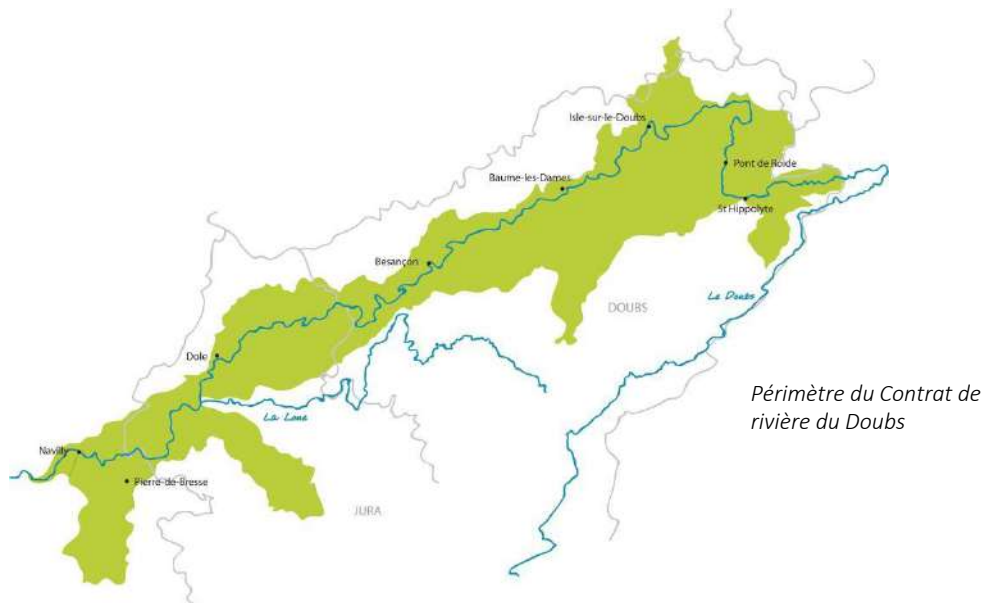 Isle-sur-le-Doubs
Pont de Roide
Baume-les-Dames
St Hippolyte
Besançon
Le Doubs
DOUBS
Dole
Périmètre du Contrat de
rivière du Doubs
La Loue
Navilly
Pierre-de-Bresse
JURA